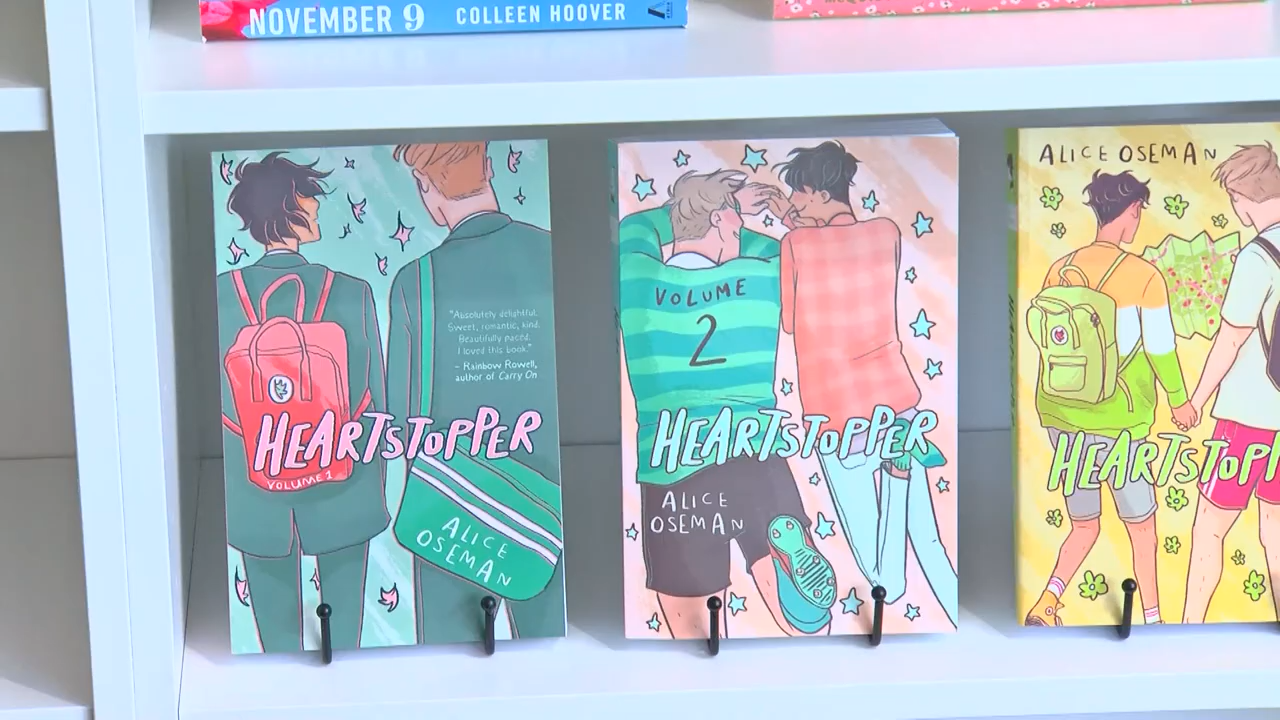 NOVEMBER 9 COLLEEN HOOVER
"Absolutely delightful.
Sweet, romantic, kind.
Beautifully paced.
I loved this book."
– Rainbow Rowell,
author of Carry On
HEARTSTOPPER
VOLUME 1
ALICE
OSEMAN
VOLUME
2
HEARTSTOPPER
ALICE
OSEMAN
ALICE OSEMAN
HEARTSTOPP